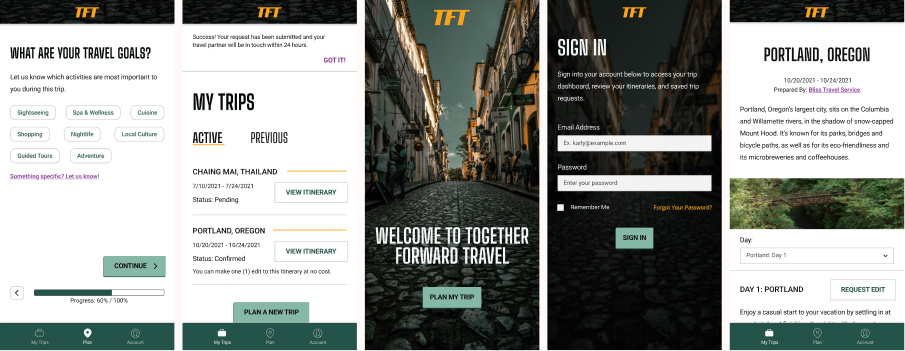 TFT
WHAT ARE YOUR TRAVEL GOALS?
Let us know which activities are most important to
you during this trip.
Sightseeing
Spa & Wellness
Cuisine
Shopping
Nightlife
Local Culture
Guided Tours
Adventure
Something specific? Let us know!
CONTINUE
Progress: 60% / 100%
My Trips
Plan
Account
TFT
Success! Your request has been submitted and your
travel partner will be in touch within 24 hours.
GOT IT!
MY TRIPS
ACTIVE
PREVIOUS
CHAING MAI, THAILAND
7/10/2021 - 7/24/2021
Status: Pending
VIEW ITINERARY
PORTLAND, OREGON
10/20/2021 - 10/24/2021
Status: Confirmed
VIEW ITINERARY
You can make one (1) edit to this itinerary at no cost.
PLAN A NEW TRIP
My Trips
Plan
Account
TFT
WELCOME TO TOGETHER
FORWARD TRAVEL
PLAN MY TRIP
TFT
SIGN IN
Sign into your account below to access your trip
dashboard, review your itineraries, and saved trip
requests.
Email Address
Ex. karly@example.com
Password
Enter your password
Remember Me
Forgot Your Password?
SIGN IN
TFT
PORTLAND, OREGON
10/20/2021 - 10/24/2021
Prepared By: Bliss Travel Service
Portland, Oregon's largest city, sits on the Columbia
and Willamette rivers, in the shadow of snow-capped
Mount Hood. It's known for its parks, bridges and
bicycle paths, as well as for its eco-friendliness and
its microbreweries and coffeehouses.
Day:
Portland: Day 1
DAY 1: PORTLAND
REQUEST EDIT
Enjoy a casual start to your vacation by settling in at
My Trips
Plan
Account